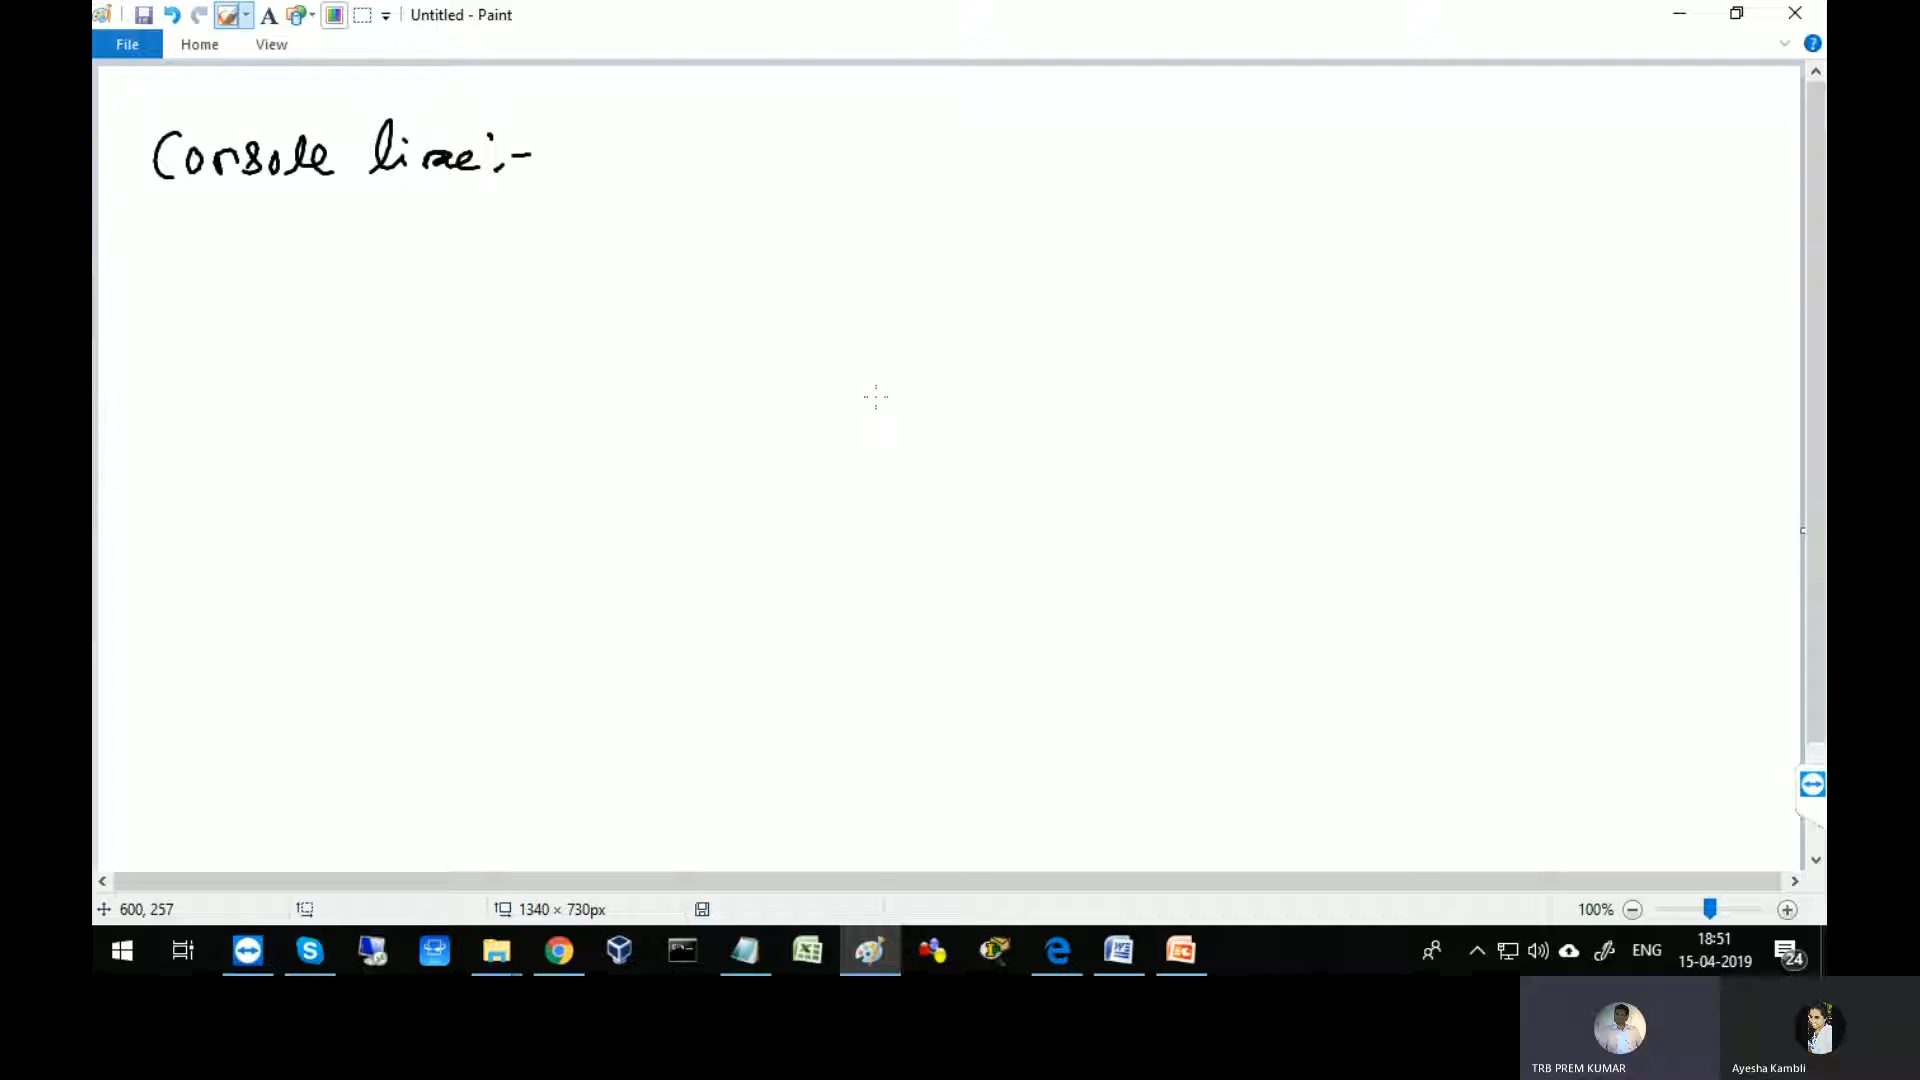 Untitled - Paint
File Home View
?
Console line:-
600, 257 1340 × 730px 100%
ENG 18:51
15-04-2019 24
TRB PREM KUMAR Ayesha Kambli